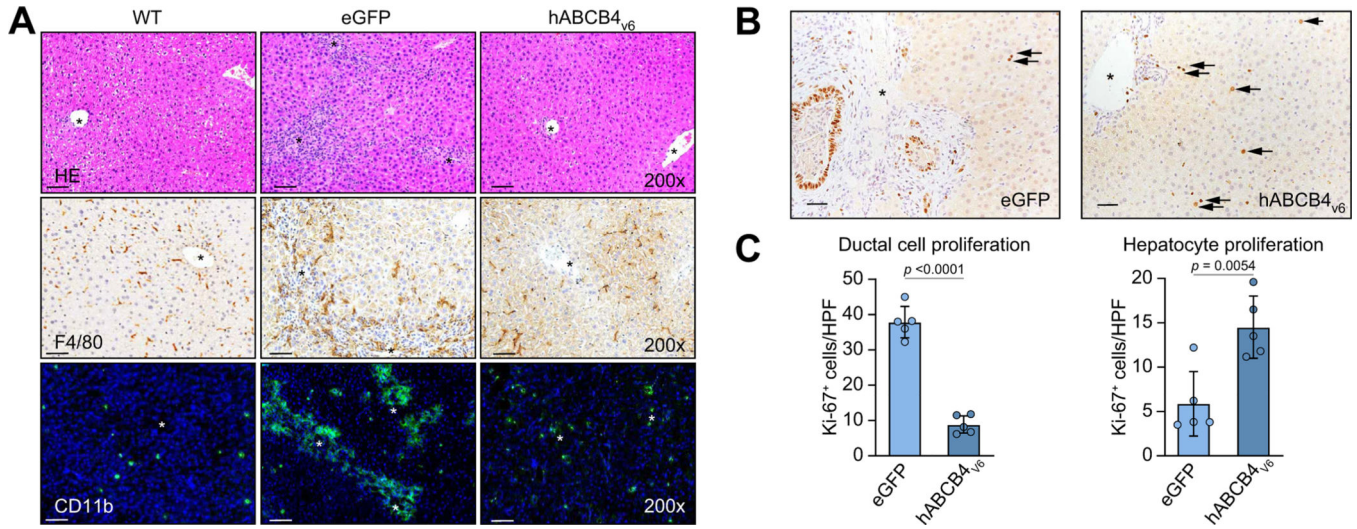 A
WT eGFP hABCB4v6
HE 200x
F4/80 200x
CD11b 200x
B
eGFP hABCB4v6
C
Ductal cell proliferation
p <0.0001
50
40
30
20
10
0
Ki-67+ cells/HPF
eGFP
hABCB4V6
Hepatocyte proliferation
p = 0.0054
20
15
10
5
0
Ki-67+ cells/HPF
eGFP
hABCB4V6